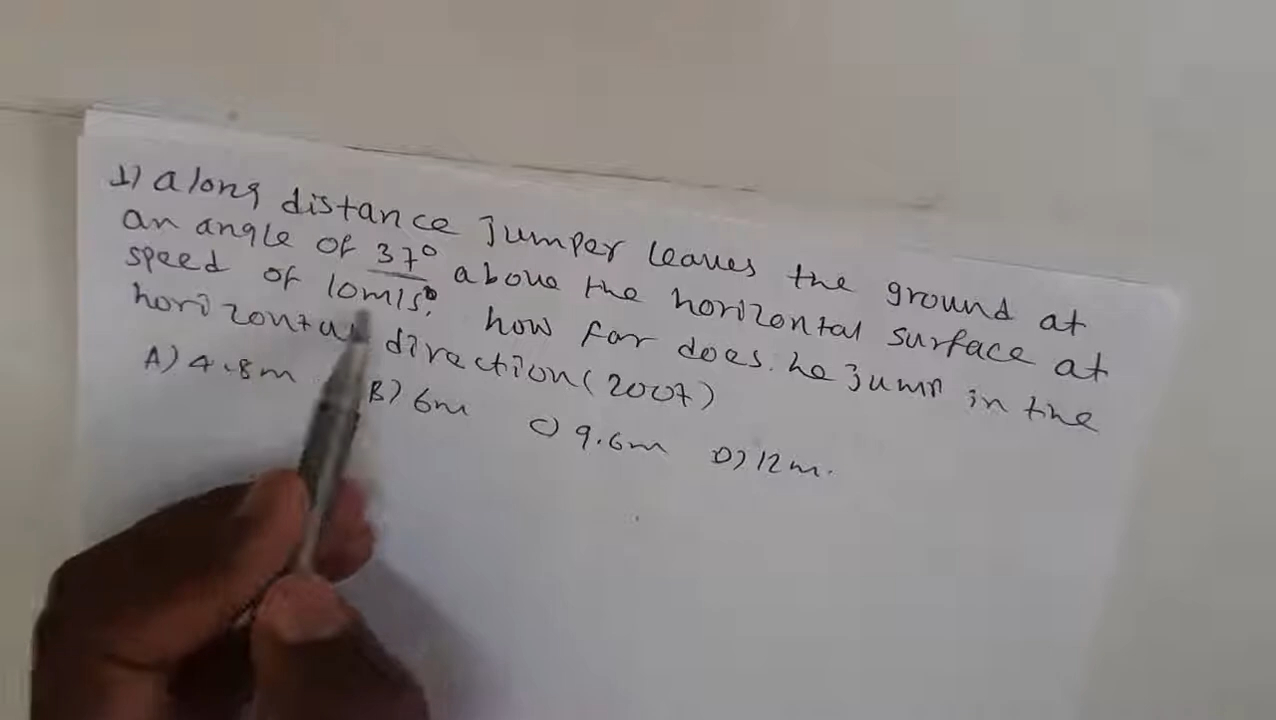 1) a long distance Jumper leaves the ground at
an angle of 37° above the horizontal surface at
speed of 10m/s. how far does he jump in the
horizontal direction (2007)
A) 4.8m B) 6m C) 9.6m D) 12m.